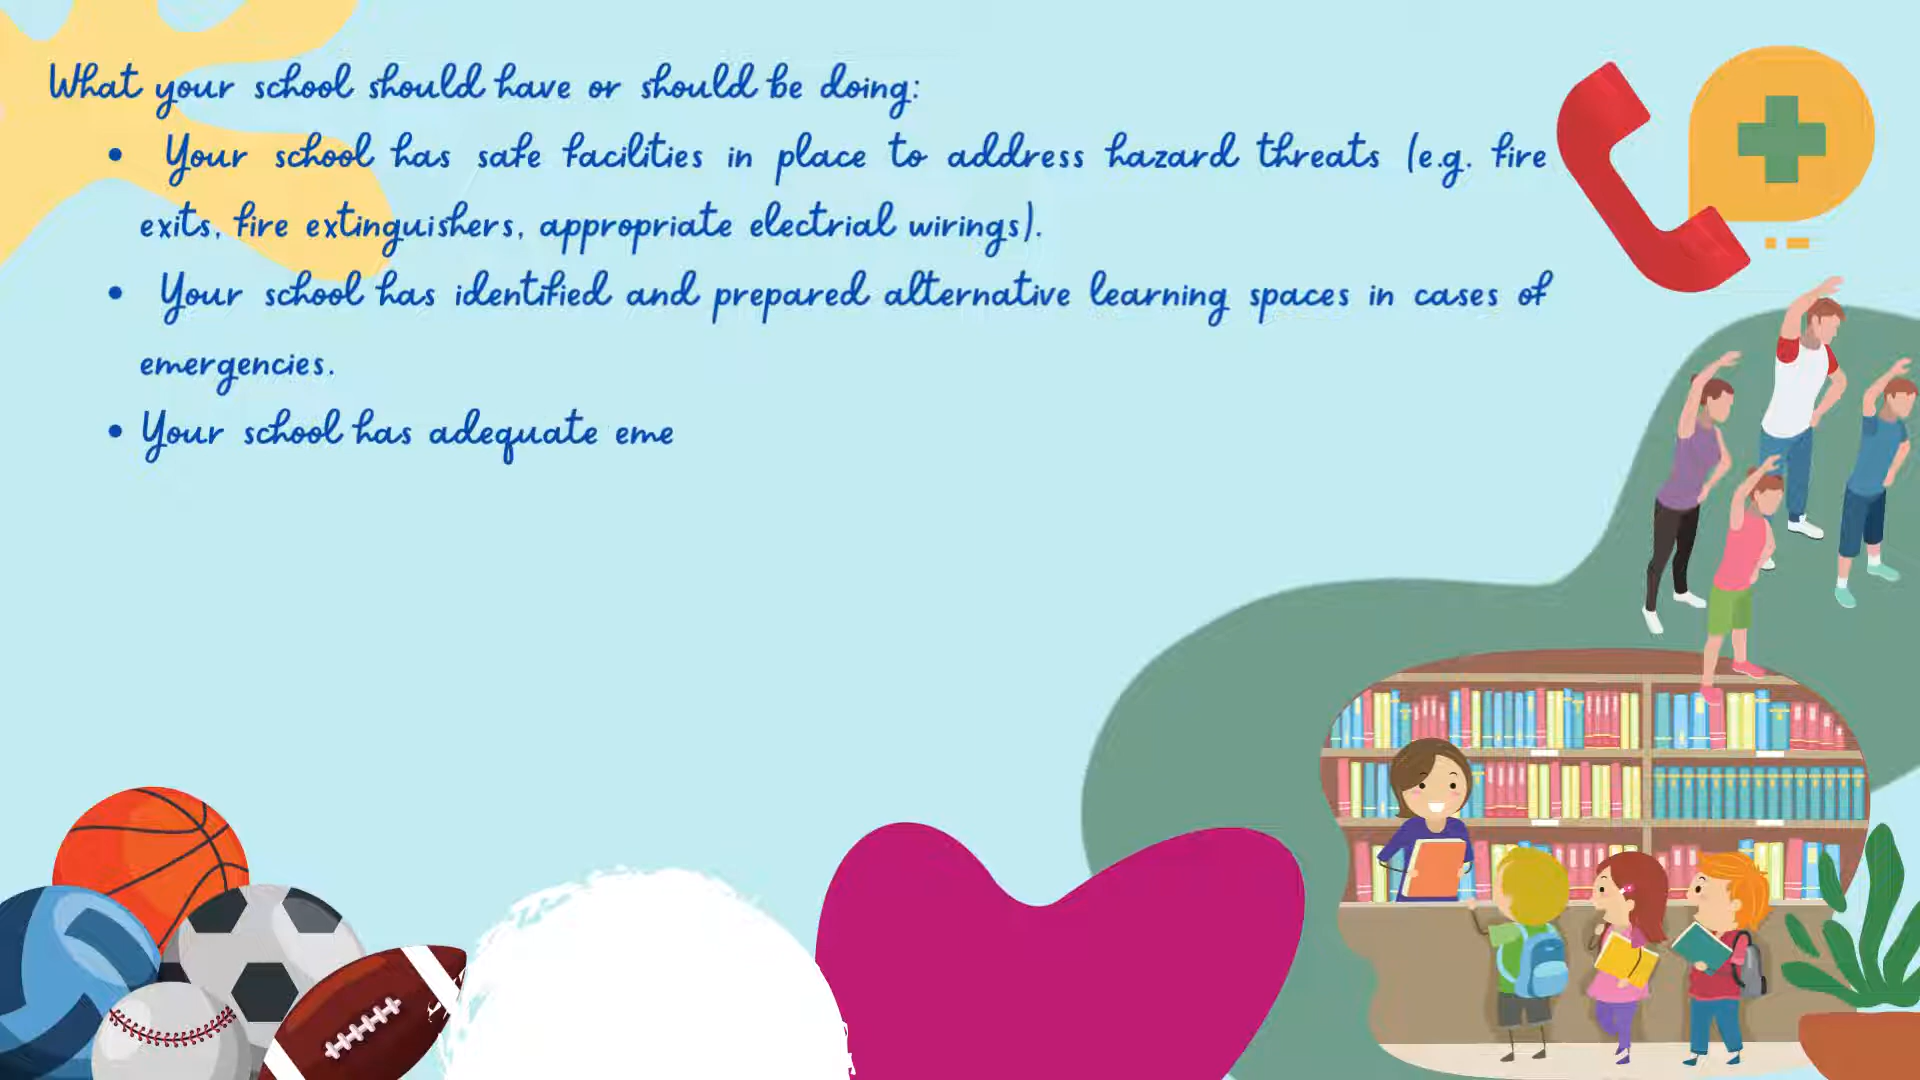 What your school should have or should be doing:
• Your school has safe facilities in place to address hazard threats (e.g. fire
exits, fire extinguishers, appropriate electrial wirings).
• Your school has identified and prepared alternative learning spaces in cases of
emergencies.
• Your school has adequate eme